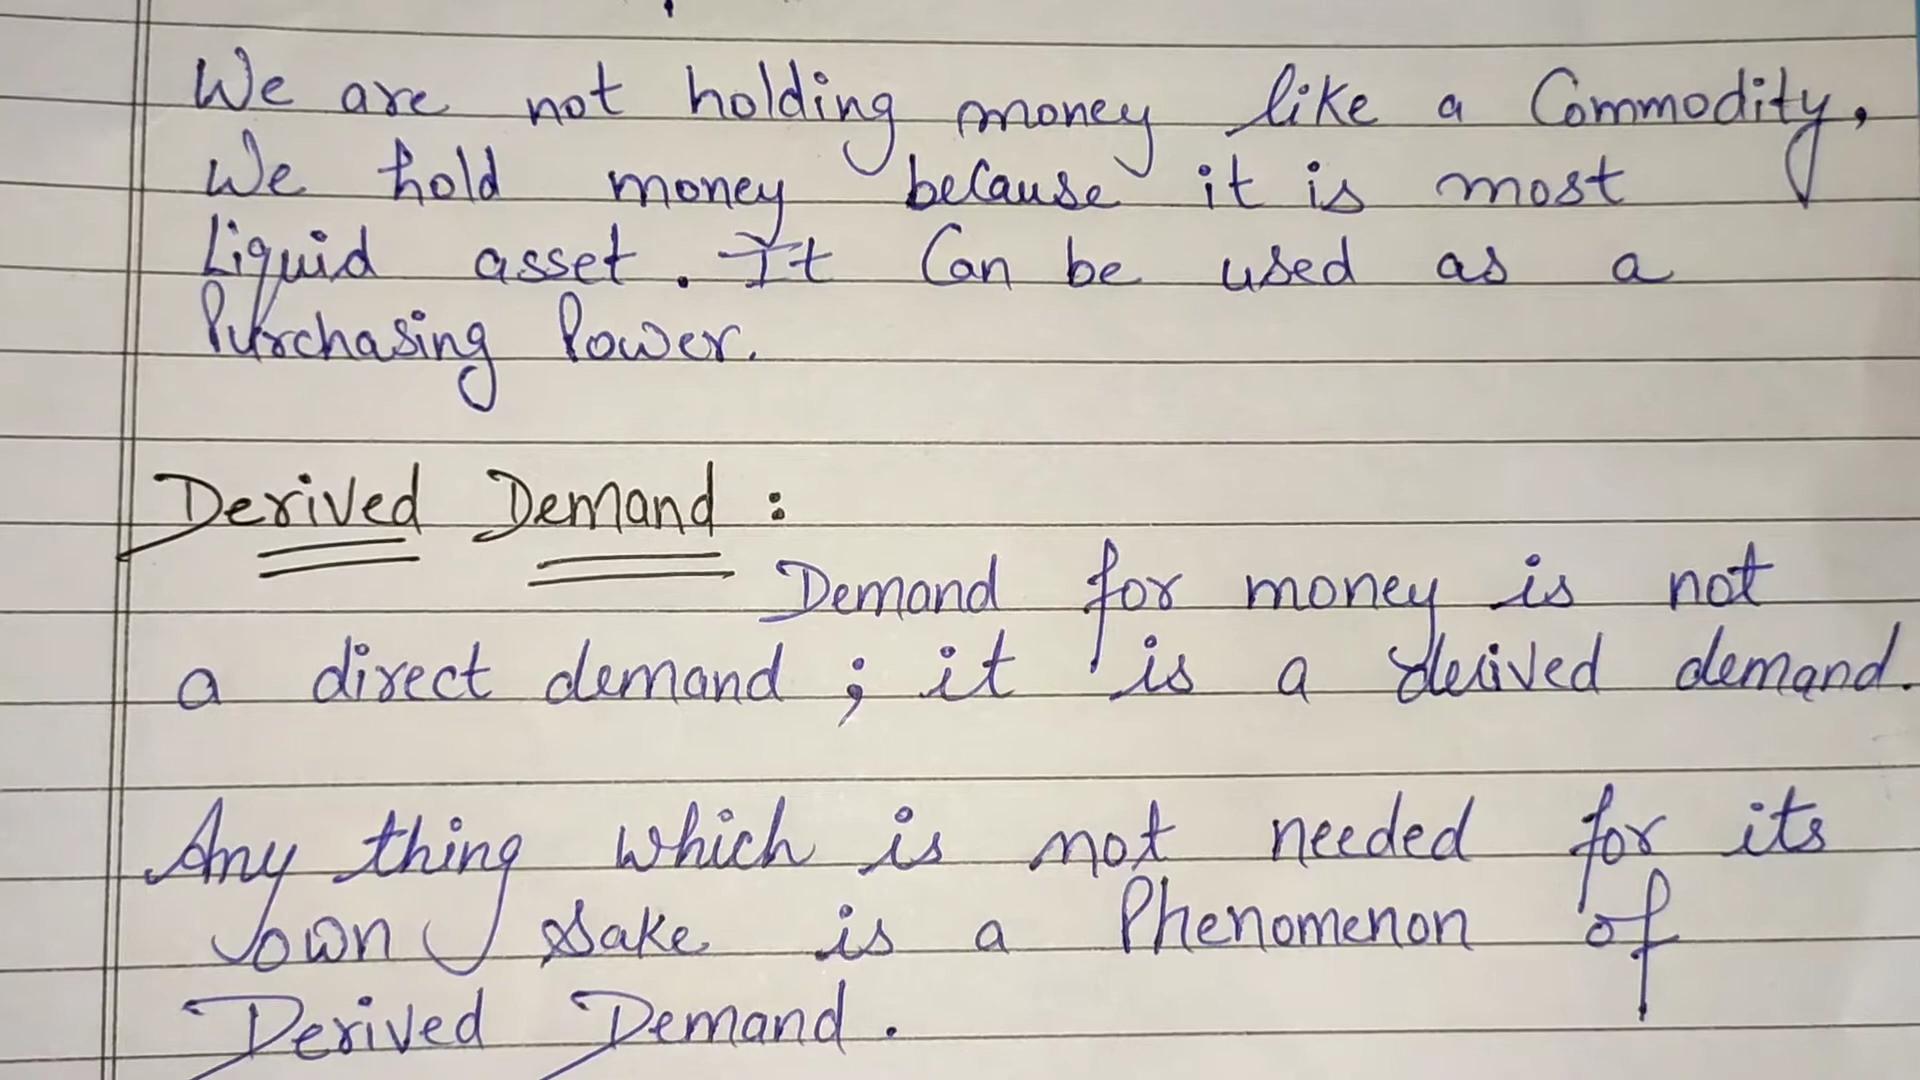 We are not holding money like a Commodity,
We hold money because it is most
Liquid asset. It Can be used as a
Purchasing Power.
Derived Demand :
Demand for money is not
a direct demand ; it is a derived demand.
Any thing which is not needed for its
own sake is a Phenomenon of
Derived Demand.